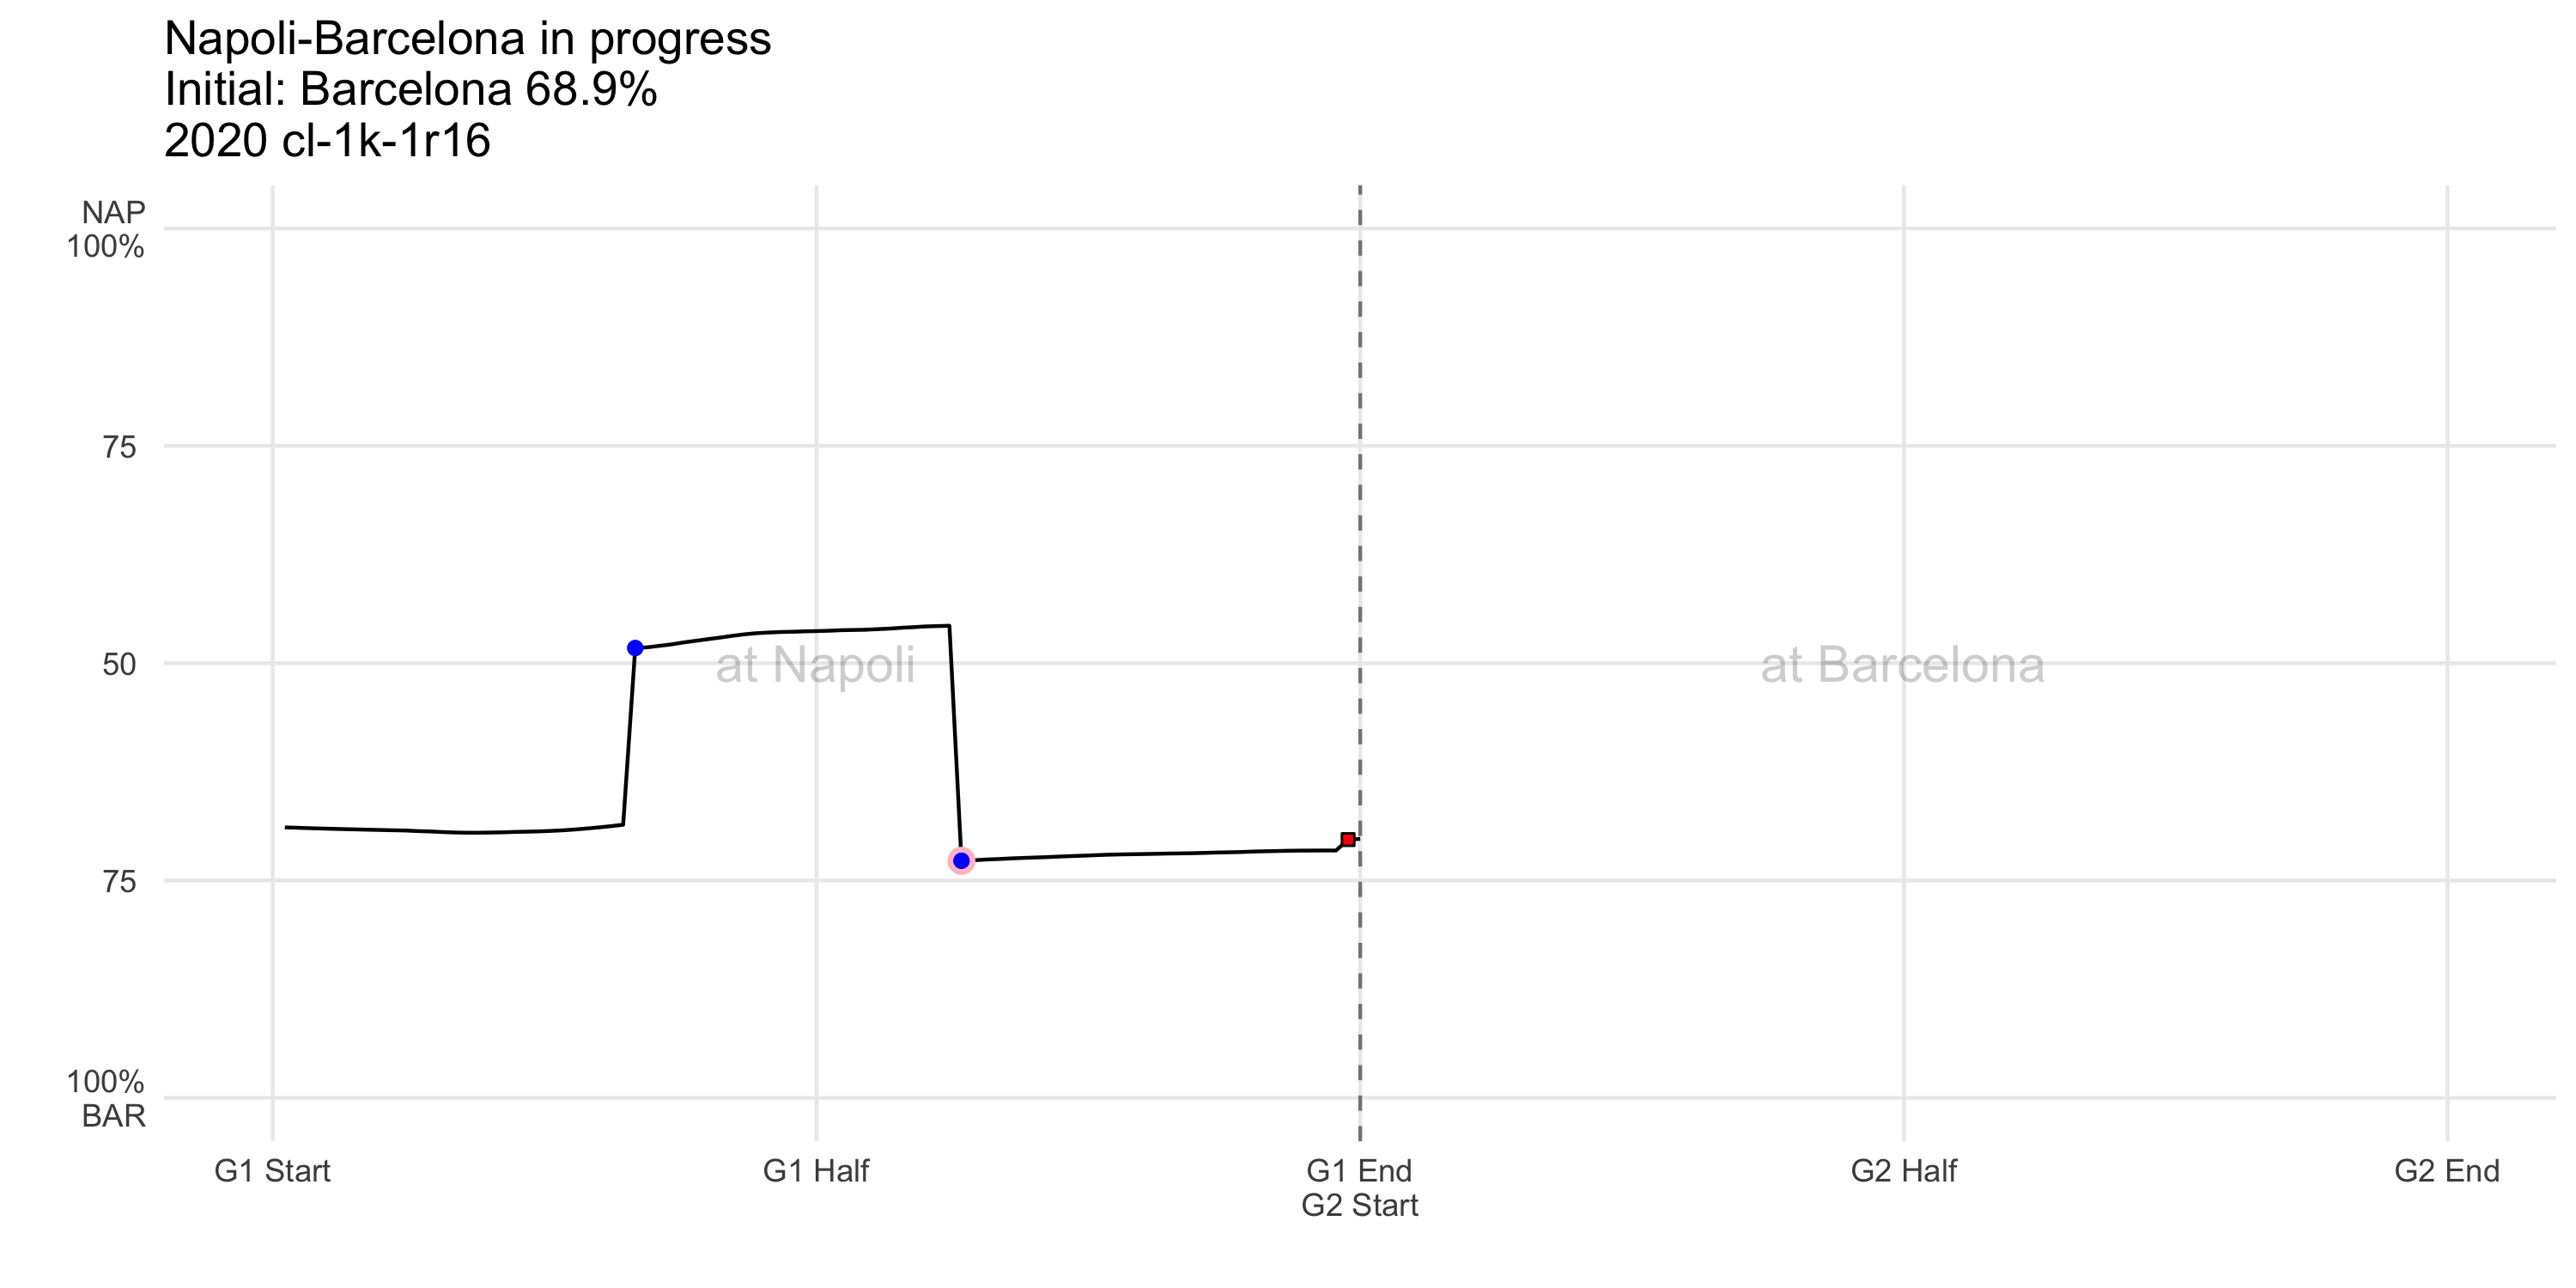 Napoli-Barcelona in progress
Initial: Barcelona 68.9%
2020 cl-1k-1r16
NAP
100%
75
50
75
100%
BAR
at Napoli
at Barcelona
G1 Start
G1 Half
G1 End
G2 Start
G2 Half
G2 End